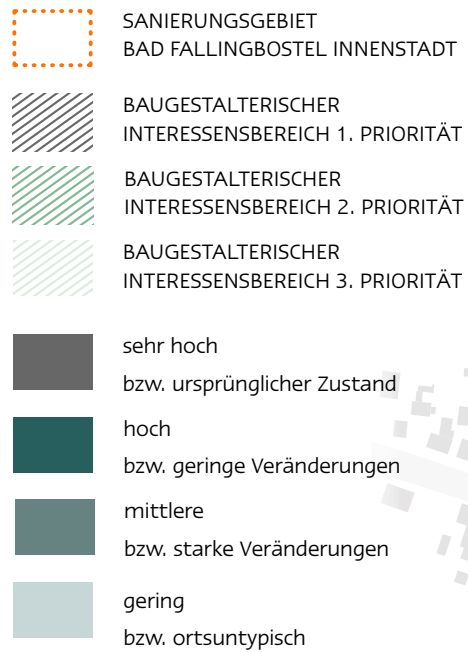 SANIERUNGSGEBIET
BAD FALLINGBOSTEL INNENSTADT
BAUGESTALTERISCHER
INTERESSENSBEREICH 1. PRIORITÄT
BAUGESTALTERISCHER
INTERESSENSBEREICH 2. PRIORITÄT
BAUGESTALTERISCHER
INTERESSENSBEREICH 3. PRIORITÄT
sehr hoch
bzw. ursprünglicher Zustand
hoch
bzw. geringe Veränderungen
mittlere
bzw. starke Veränderungen
gering
bzw. ortsuntypisch